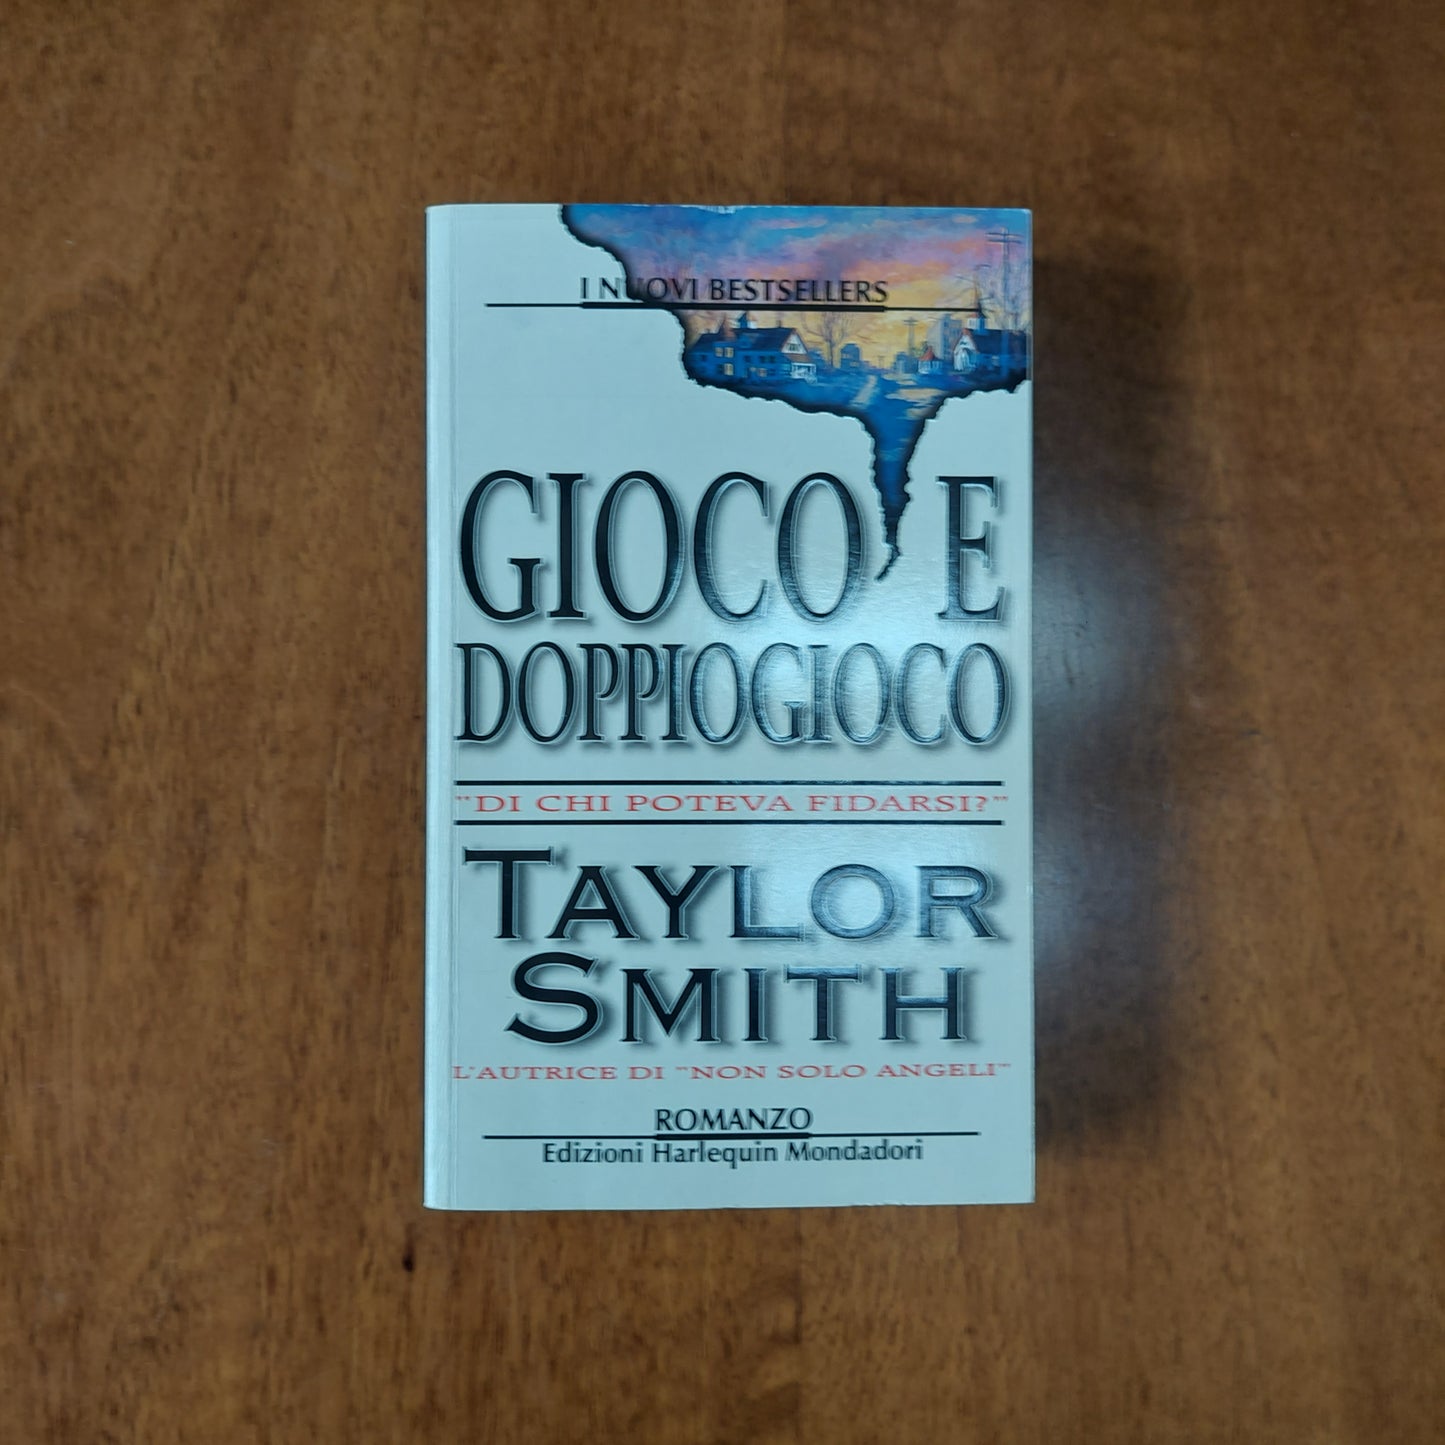 I NUOVI BESTSELLERS
GIOCO E
DOPPIOGIOCO
"DI CHI POTEVA FIDARSI?"
TAYLOR
SMITH
L'AUTRICE DI "NON SOLO ANGELI"
ROMANZO
Edizioni Harlequin Mondadori